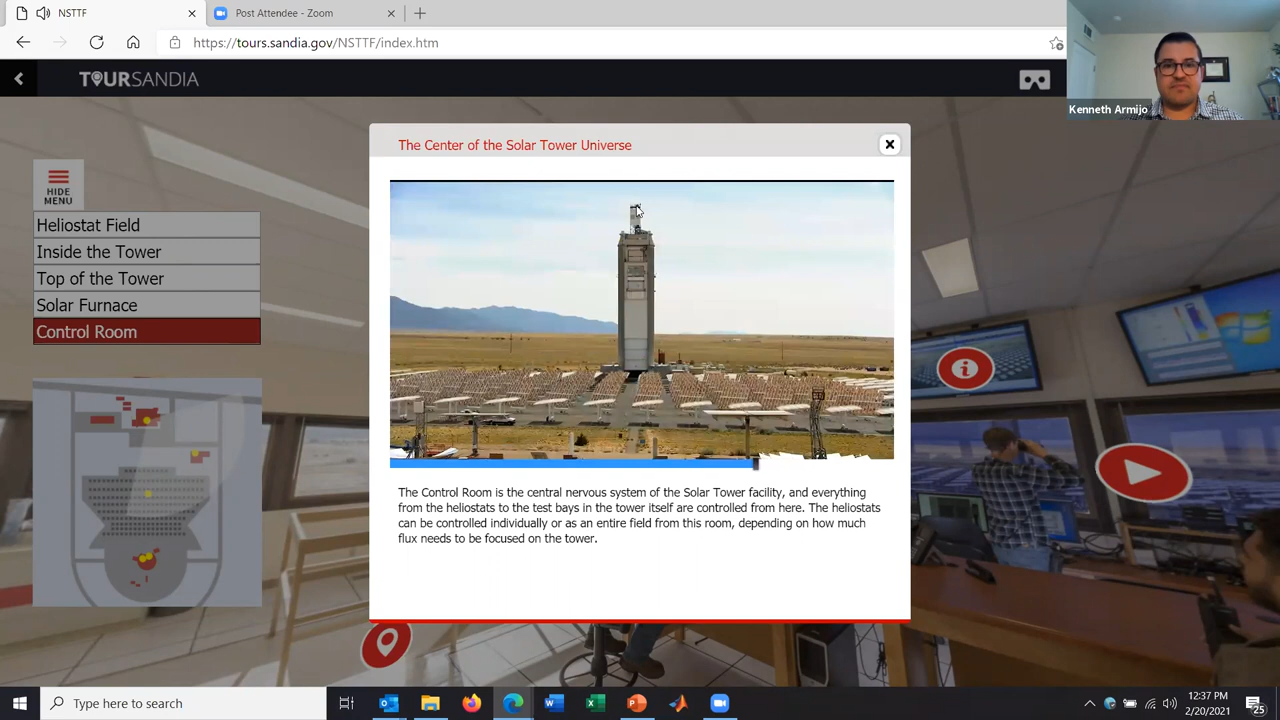 NSTTF
Post Attendee - Zoom
https://tours.sandia.gov/NSTTF/index.htm
TOURSANDIA
Kenneth Armijo
The Center of the Solar Tower Universe
HIDE
MENU
Heliostat Field
Inside the Tower
Top of the Tower
Solar Furnace
Control Room
The Control Room is the central nervous system of the Solar Tower facility, and everything
from the heliostats to the test bays in the tower itself are controlled from here. The heliostats
can be controlled individually or as an entire field from this room, depending on how much
flux needs to be focused on the tower.
Type here to search
12:37 PM
2/20/2021
25